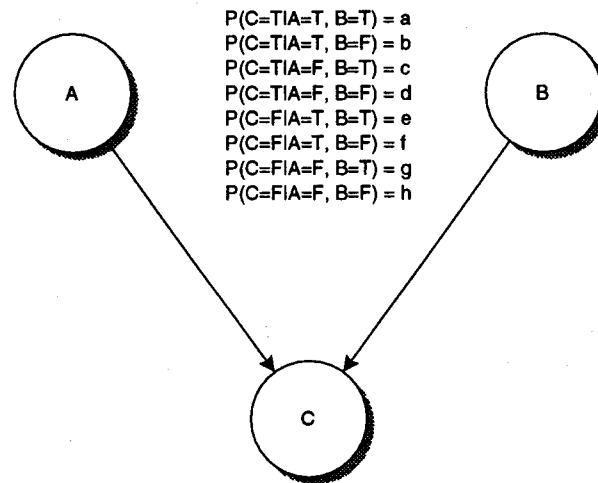 P(C=T|A=T, B=T) = a
P(C=T|A=T, B=F) = b
P(C=T|A=F, B=T) = c
P(C=T|A=F, B=F) = d
P(C=F|A=T, B=T) = e
P(C=F|A=T, B=F) = f
P(C=F|A=F, B=T) = g
P(C=F|A=F, B=F) = h
A
B
C